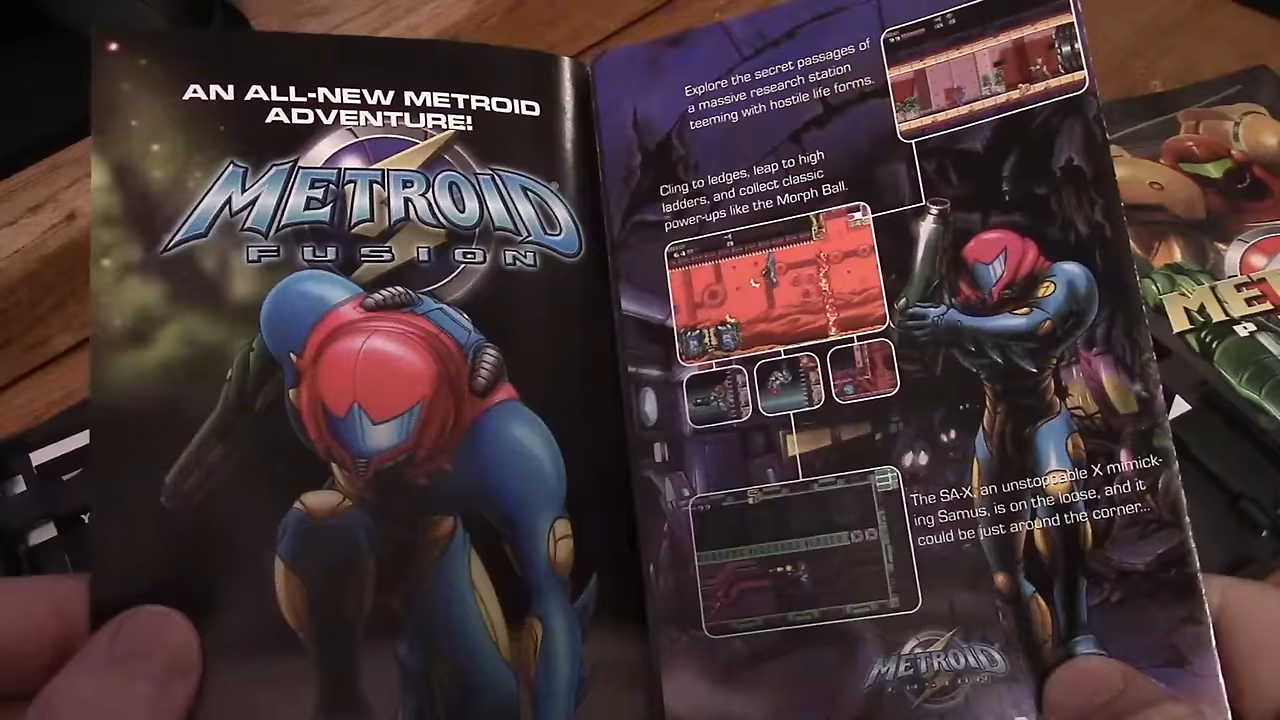 AN ALL-NEW METROID
ADVENTURE!
METROID
FUSION
Explore the secret passages of
a massive research station
teeming with hostile life forms.
Cling to ledges, leap to high
ladders, and collect classic
power-ups like the Morph Ball.
The SA-X, an unstoppable X mimick-
ing Samus, is on the loose, and it
could be just around the corner...
METROID
FUSION
MET
P